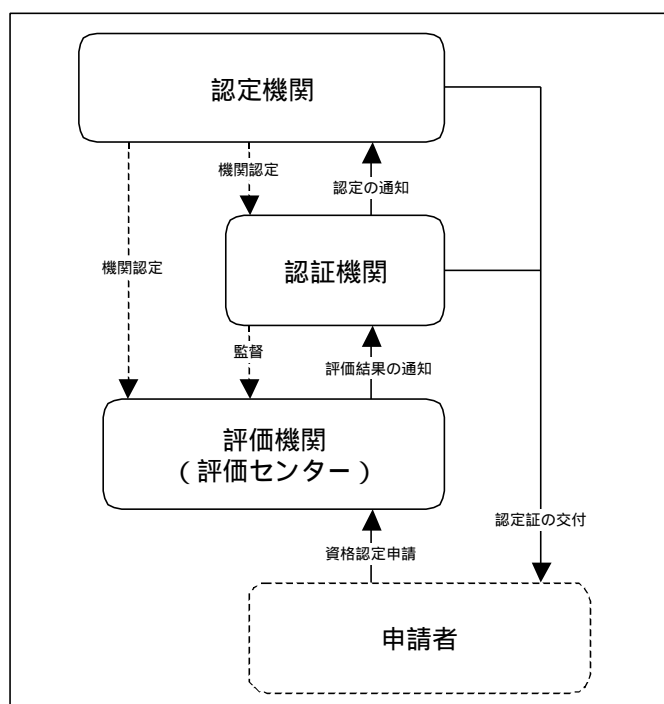 認定機関
機関認定
認定の通知
機関認定
認証機関
監督
評価結果の通知
評価機関
(評価センター)
資格認定申請
認定証の交付
申請者